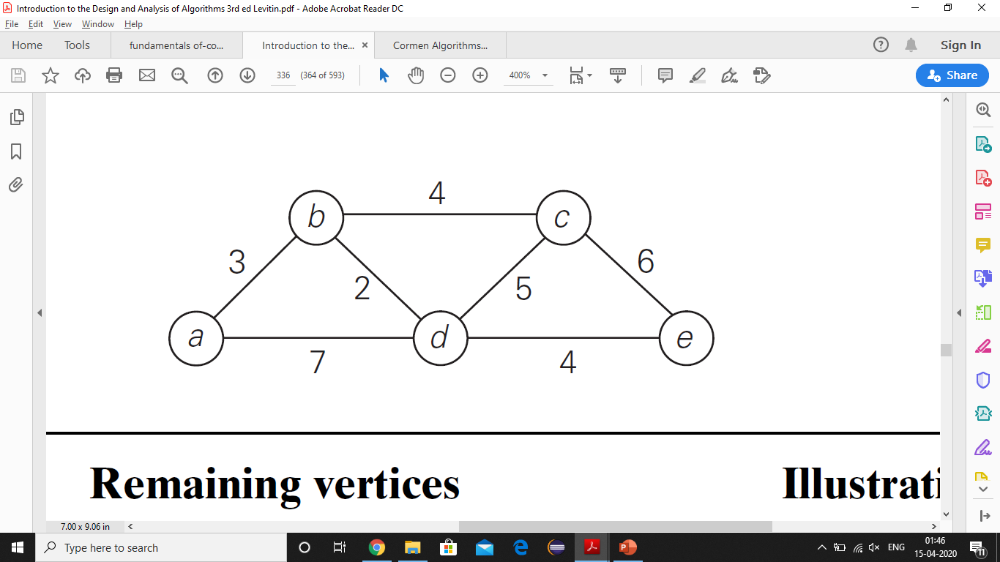 Introduction to the Design and Analysis of Algorithms 3rd ed Levitin.pdf - Adobe Acrobat Reader DC
File Edit View Window Help
Home Tools fundamentals of-co... Introduction to the... × Cormen Algorithms... Sign In
336 (364 of 593) 400% Share
4
b c
3 2 5 6
a d e
7 4
Remaining vertices Illustrati
7.00 x 9.06 in
Type here to search ENG 01:46
15-04-2020 11